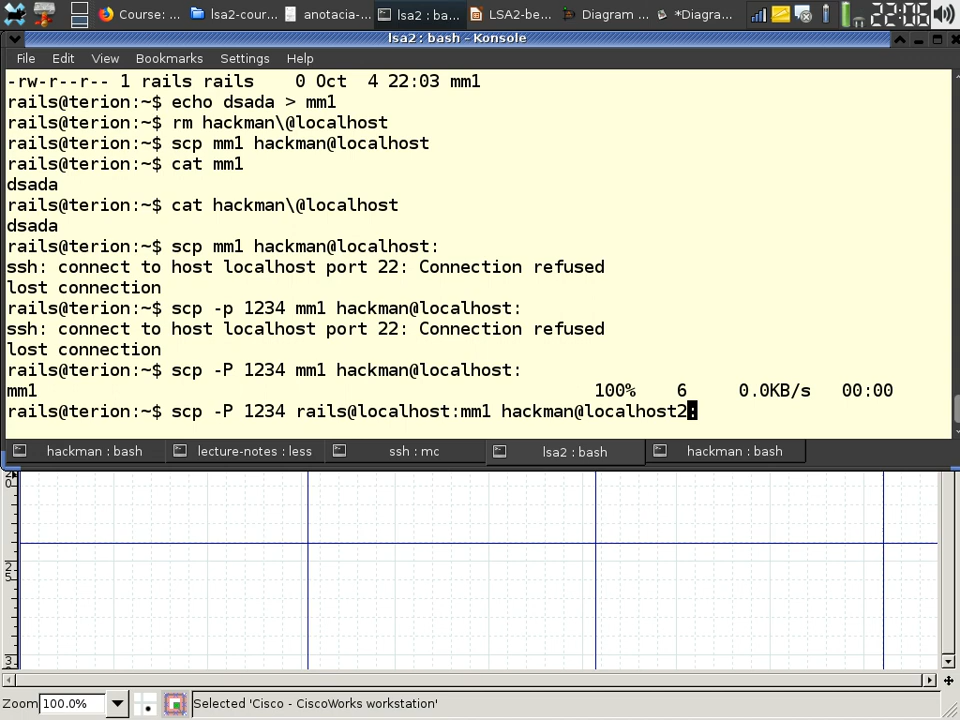 Course: ... lsa2-cour... anotacia-... lsa2 : ba... LSA2-be... Diagram ... *Diagra... 22:06
lsa2 : bash - Konsole
File Edit View Bookmarks Settings Help
-rw-r--r-- 1 rails rails    0 Oct  4 22:03 mm1
rails@terion:~$ echo dsada > mm1
rails@terion:~$ rm hackman\@localhost
rails@terion:~$ scp mm1 hackman@localhost
rails@terion:~$ cat mm1
dsada
rails@terion:~$ cat hackman\@localhost
dsada
rails@terion:~$ scp mm1 hackman@localhost:
ssh: connect to host localhost port 22: Connection refused
lost connection
rails@terion:~$ scp -p 1234 mm1 hackman@localhost:
ssh: connect to host localhost port 22: Connection refused
lost connection
rails@terion:~$ scp -P 1234 mm1 hackman@localhost:
mm1 100% 6 0.0KB/s 00:00
rails@terion:~$ scp -P 1234 rails@localhost:mm1 hackman@localhost2:
hackman : bash lecture-notes : less ssh : mc lsa2 : bash hackman : bash
Zoom 100.0% Selected 'Cisco - CiscoWorks workstation'